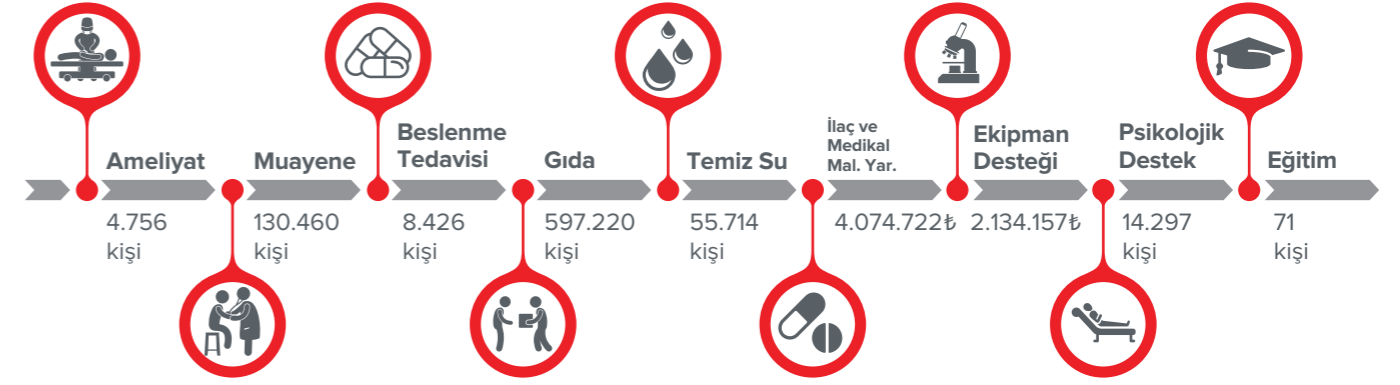 Ameliyat
4.756
kişi
Muayene
130.460
kişi
Beslenme
Tedavisi
8.426
kişi
Gıda
597.220
kişi
Temiz Su
55.714
kişi
İlaç ve
Medikal
Mal. Yar.
4.074.722₺
Ekipman
Desteği
2.134.157₺
Psikolojik
Destek
14.297
kişi
Eğitim
71
kişi